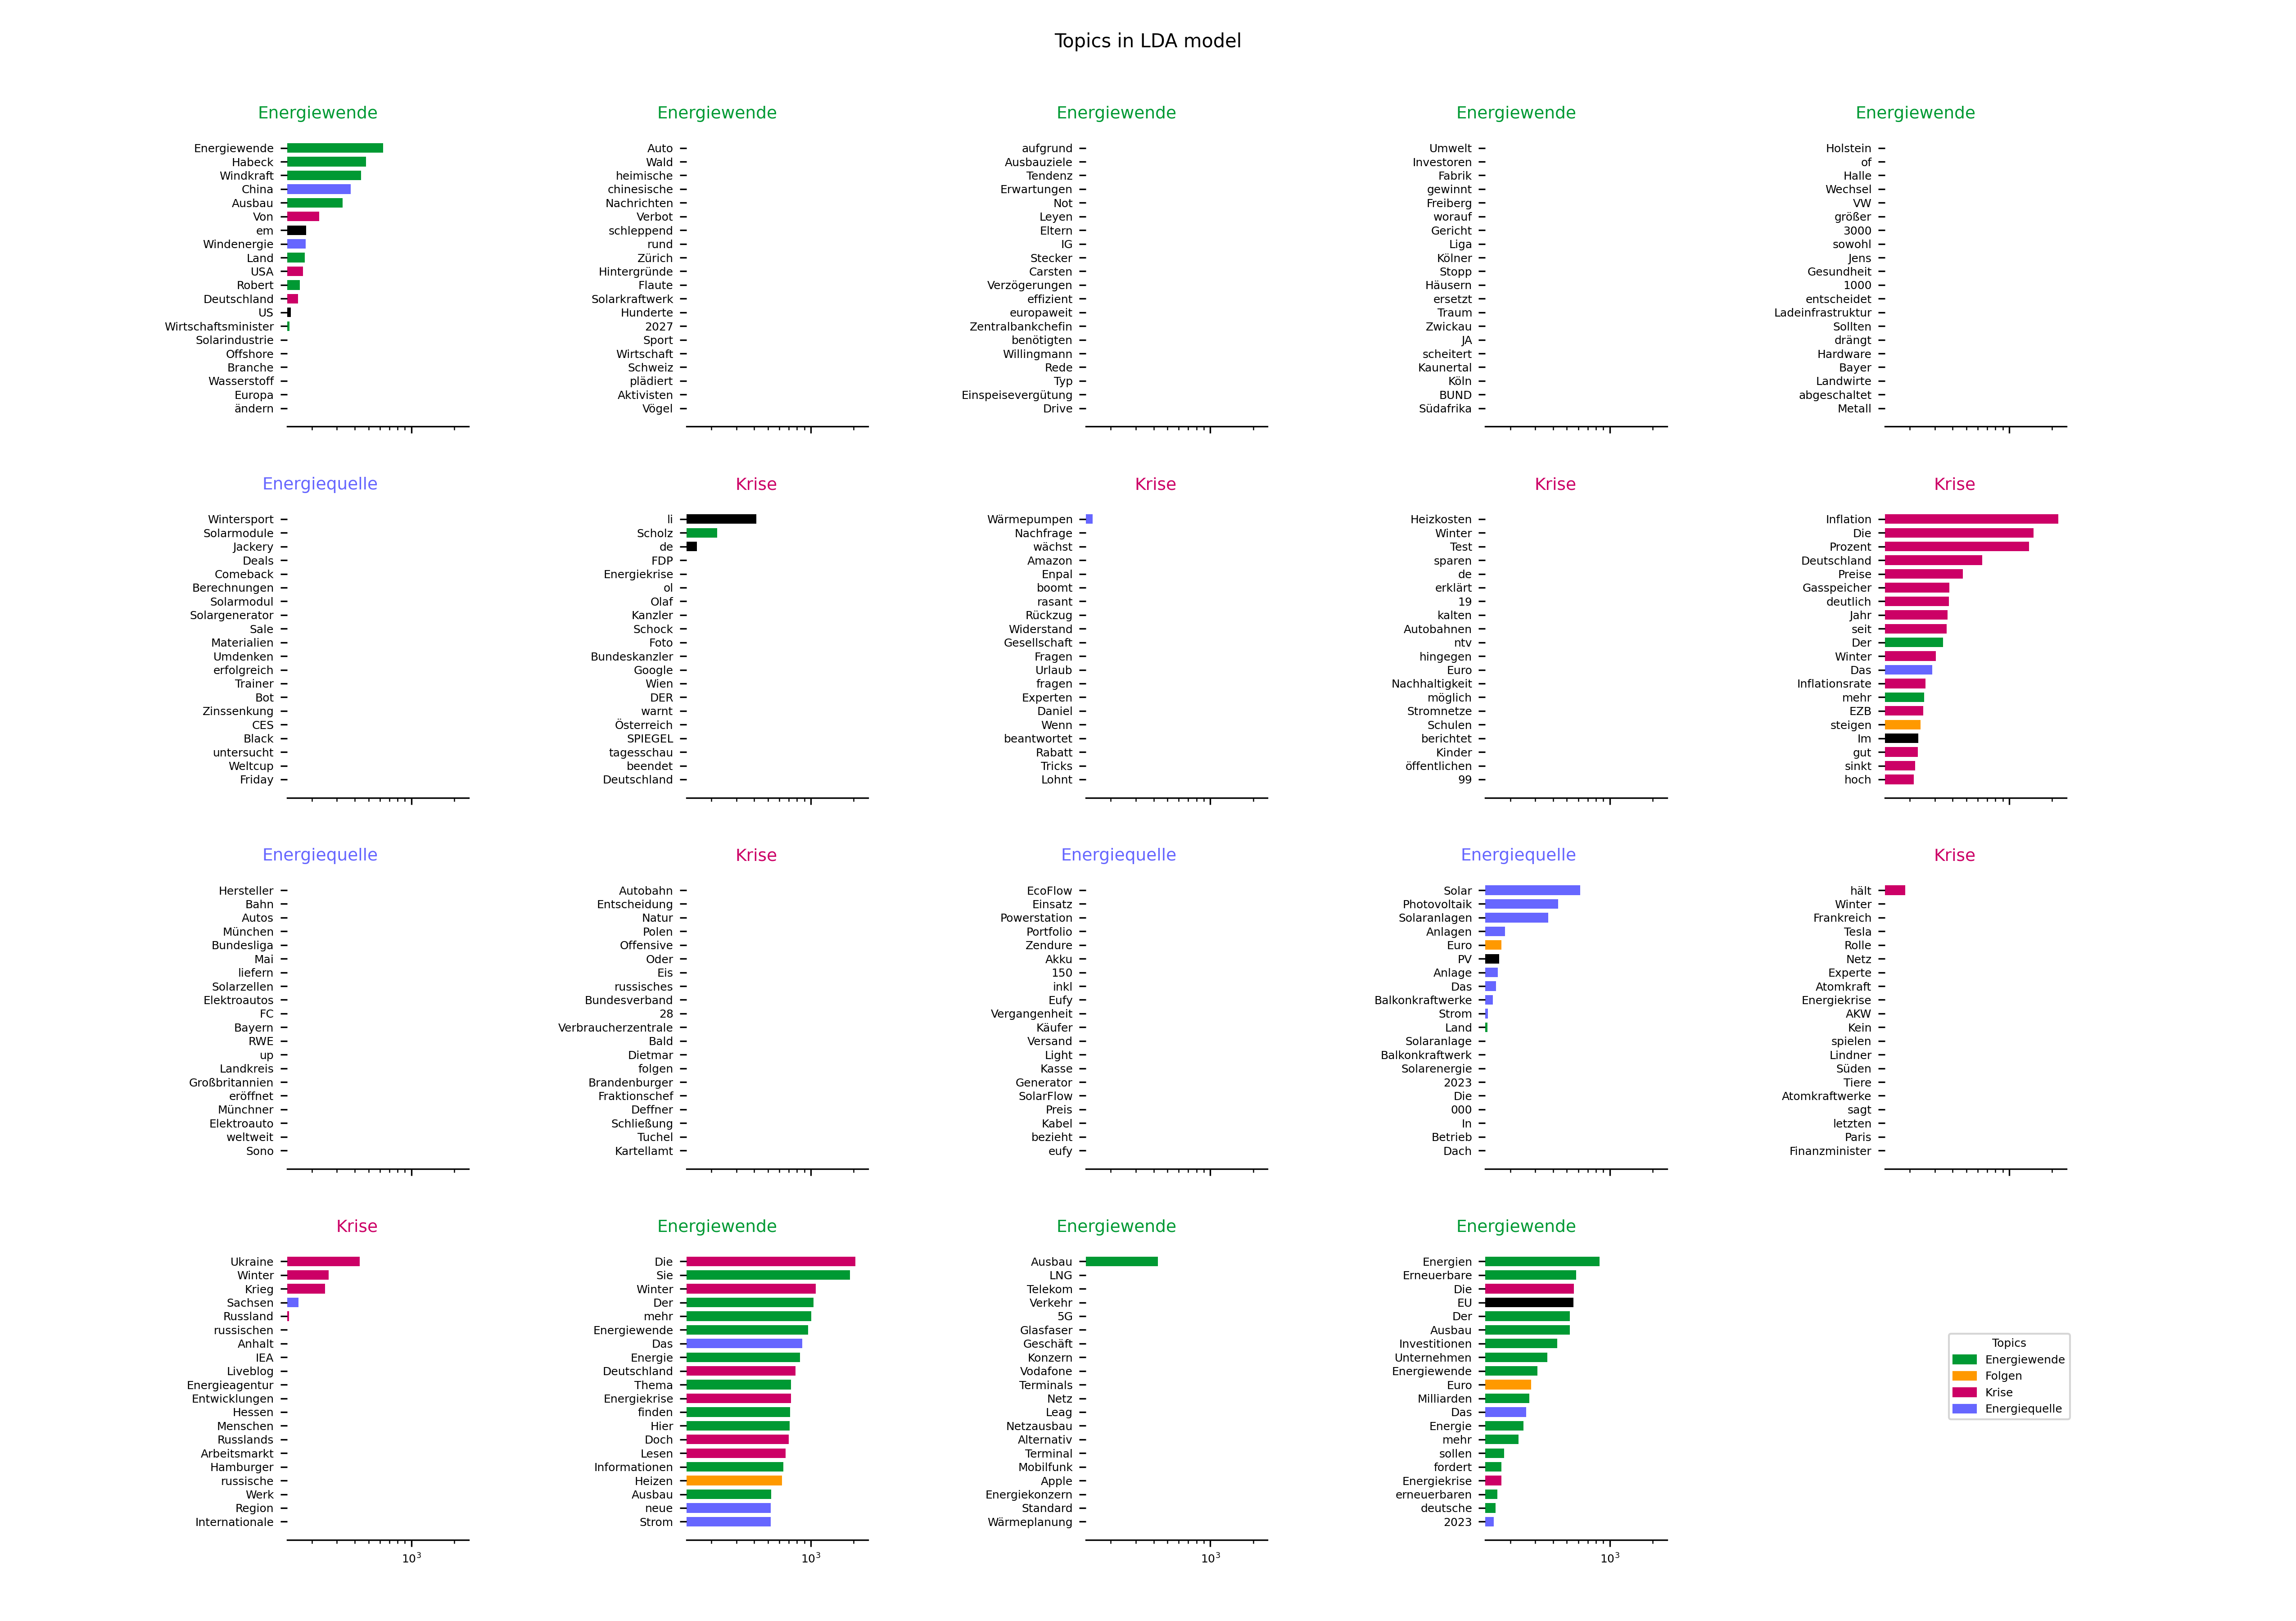 Topics in LDA model
Energiewende
Energiewende
Habeck
Windkraft
China
Ausbau
Von
em
Windenergie
Land
USA
Robert
Deutschland
US
Wirtschaftsminister
Solarindustrie
Offshore
Branche
Wasserstoff
Europa
ändern
Energiewende
Auto
Wald
heimische
chinesische
Nachrichten
Verbot
schleppend
rund
Zürich
Hintergründe
Flaute
Solarkraftwerk
Hunderte
2027
Sport
Wirtschaft
Schweiz
plädiert
Aktivisten
Vögel
Energiewende
aufgrund
Ausbauziele
Tendenz
Erwartungen
Not
Leyen
Eltern
IG
Stecker
Carsten
Verzögerungen
effizient
europaweit
Zentralbankchefin
benötigten
Willingmann
Rede
Typ
Einspeisevergütung
Drive
Energiewende
Umwelt
Investoren
Fabrik
gewinnt
Freiberg
worauf
Gericht
Liga
Kölner
Stopp
Häusern
ersetzt
Traum
Zwickau
JA
scheitert
Kaunertal
Köln
BUND
Südafrika
Energiewende
Holstein
of
Halle
Wechsel
VW
größer
3000
sowohl
Jens
Gesundheit
1000
entscheidet
Ladeinfrastruktur
Sollten
drängt
Hardware
Bayer
Landwirte
abgeschaltet
Metall
Energiequelle
Wintersport
Solarmodule
Jackery
Deals
Comeback
Berechnungen
Solarmodul
Solargenerator
Sale
Materialien
Umdenken
erfolgreich
Trainer
Bot
Zinssenkung
CES
Black
untersucht
Weltcup
Friday
Krise
li
Scholz
de
FDP
Energiekrise
ol
Olaf
Kanzler
Schock
Foto
Bundeskanzler
Google
Wien
DER
warnt
Österreich
SPIEGEL
tagesschau
beendet
Deutschland
Krise
Wärmepumpen
Nachfrage
wächst
Amazon
Enpal
boomt
rasant
Rückzug
Widerstand
Gesellschaft
Fragen
Urlaub
fragen
Experten
Daniel
Wenn
beantwortet
Rabatt
Tricks
Lohnt
Krise
Heizkosten
Winter
Test
sparen
de
erklärt
19
kalten
Autobahnen
ntv
hingegen
Euro
Nachhaltigkeit
möglich
Stromnetze
Schulen
berichtet
Kinder
öffentlichen
99
Krise
Inflation
Die
Prozent
Deutschland
Preise
Gasspeicher
deutlich
Jahr
seit
Der
Winter
Das
Inflationsrate
mehr
EZB
steigen
Im
gut
sinkt
hoch
Energiequelle
Hersteller
Bahn
Autos
München
Bundesliga
Mai
liefern
Solarzellen
Elektroautos
FC
Bayern
RWE
up
Landkreis
Großbritannien
eröffnet
Münchner
Elektroauto
weltweit
Sono
Krise
Autobahn
Entscheidung
Natur
Polen
Offensive
Oder
Eis
russisches
Bundesverband
28
Verbraucherzentrale
Bald
Dietmar
folgen
Brandenburger
Fraktionschef
Deffner
Schließung
Tuchel
Kartellamt
Energiequelle
EcoFlow
Einsatz
Powerstation
Portfolio
Zendure
Akku
150
inkl
Eufy
Vergangenheit
Käufer
Versand
Light
Kasse
Generator
SolarFlow
Preis
Kabel
bezieht
eufy
Energiequelle
Solar
Photovoltaik
Solaranlagen
Anlagen
Euro
PV
Anlage
Das
Balkonkraftwerke
Strom
Land
Solaranlage
Balkonkraftwerk
Solarenergie
2023
Die
000
In
Betrieb
Dach
Krise
hält
Winter
Frankreich
Tesla
Rolle
Netz
Experte
Atomkraft
Energiekrise
AKW
Kein
spielen
Lindner
Süden
Tiere
Atomkraftwerke
sagt
letzten
Paris
Finanzminister
Krise
Ukraine
Winter
Krieg
Sachsen
Russland
russischen
Anhalt
IEA
Liveblog
Energieagentur
Entwicklungen
Hessen
Menschen
Russlands
Arbeitsmarkt
Hamburger
russische
Werk
Region
Internationale
10³
Energiewende
Die
Sie
Winter
Der
mehr
Energiewende
Das
Energie
Deutschland
Thema
Energiekrise
finden
Hier
Doch
Lesen
Informationen
Heizen
Ausbau
neue
Strom
10³
Energiewende
Ausbau
LNG
Telekom
Verkehr
5G
Glasfaser
Geschäft
Konzern
Vodafone
Terminals
Netz
Leag
Netzausbau
Alternativ
Terminal
Mobilfunk
Apple
Energiekonzern
Standard
Wärmeplanung
10³
Energiewende
Energien
Erneuerbare
Die
EU
Der
Ausbau
Investitionen
Unternehmen
Energiewende
Euro
Milliarden
Das
Energie
mehr
sollen
fordert
Energiekrise
erneuerbaren
deutsche
2023
10³
Topics
Energiewende
Folgen
Krise
Energiequelle